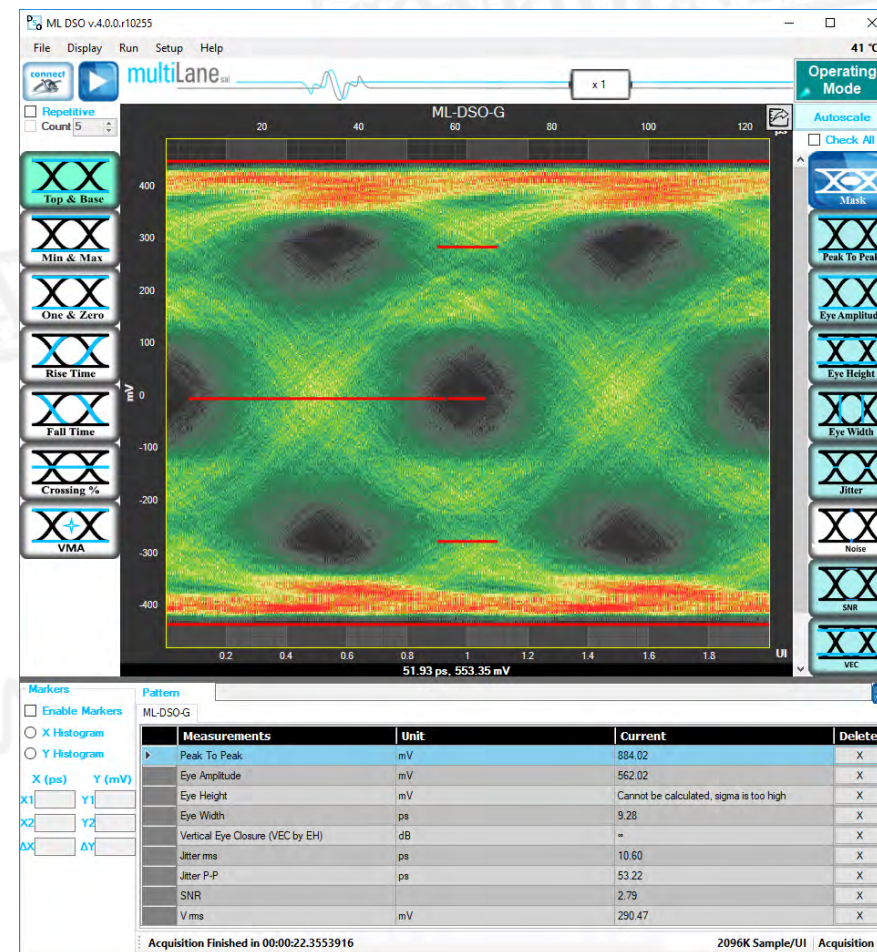 ML DSO v.4.0.0.r10255
File Display Run Setup Help
41 °C
connect
multiLane sal
x 1
Operating Mode
Repetitive
Count 5
ML-DSO-G
Autoscale
Check All
20 40 60 80 100 120 ps
Top & Base
Min & Max
One & Zero
Rise Time
Fall Time
Crossing %
VMA
400
300
200
100
mV 0
-100
-200
-300
-400
0.2 0.4 0.6 0.8 1 1.2 1.4 1.6 1.8 UI
51.93 ps, 553.35 mV
Mask
Peak To Peak
Eye Amplitud
Eye Height
Eye Width
Jitter
Noise
SNR
VEC
Markers
Enable Markers
X Histogram
Y Histogram
X (ps) Y (mV)
X1 Y1
X2 Y2
ΔX ΔY
Pattern
ML-DSO-G
Measurements Unit Current Delete
Peak To Peak mV 884.02 X
Eye Amplitude mV 562.02 X
Eye Height mV Cannot be calculated, sigma is too high X
Eye Width ps 9.28 X
Vertical Eye Closure (VEC by EH) dB X
Jitter rms ps 10.60 X
Jitter P-P ps 53.22 X
SNR 2.79 X
V rms mV 290.47 X
Acquisition Finished in 00:00:22.3553916
2096K Sample/UI Acquisition